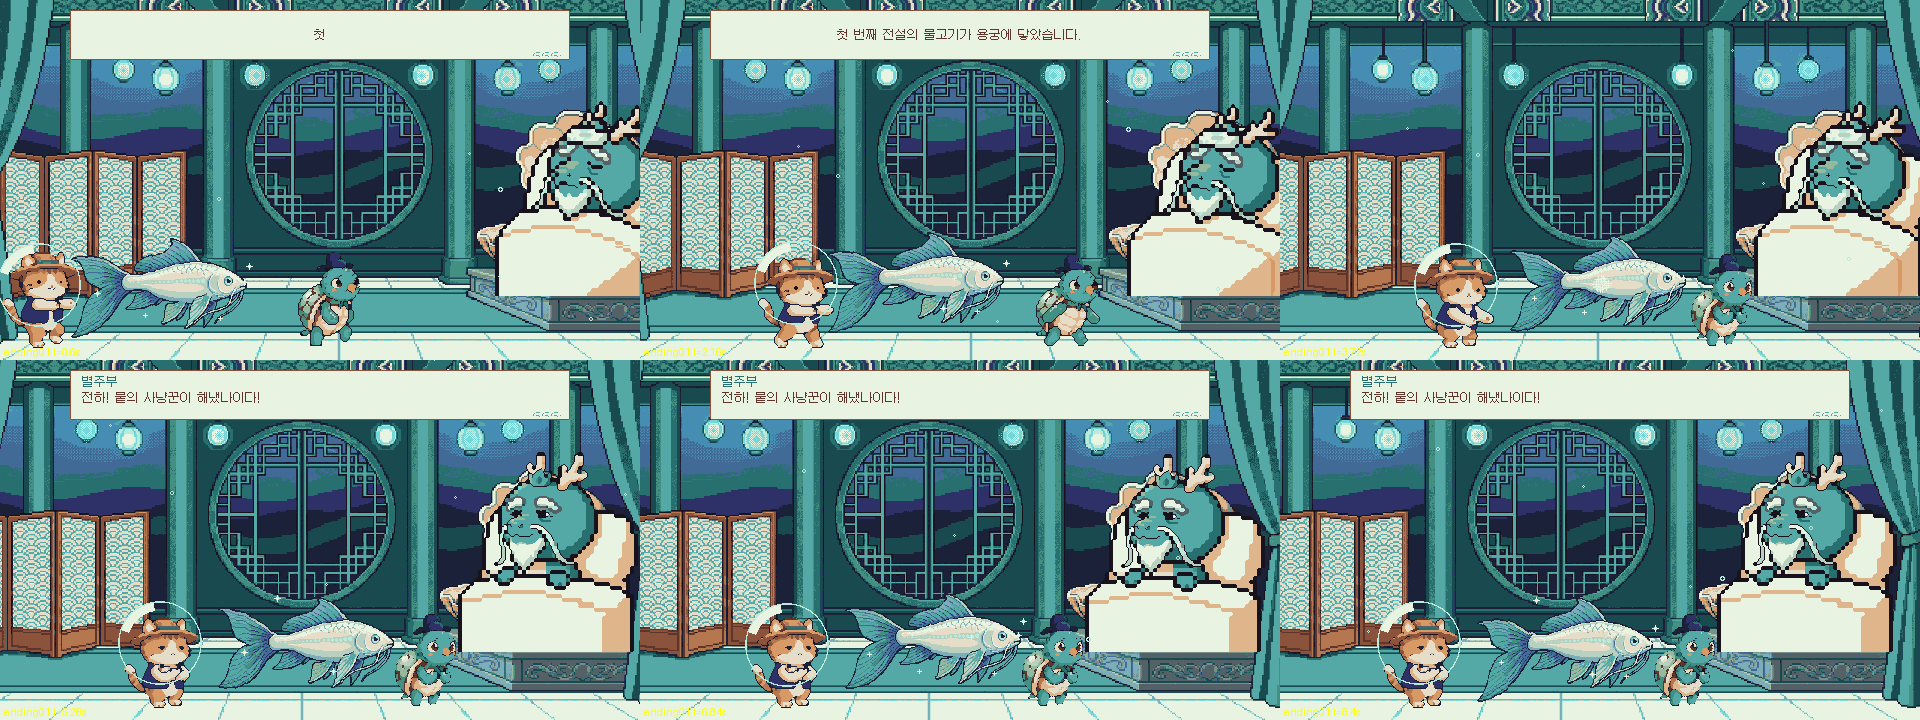 첫
첫 번째 전설의 물고기가 용궁에 닿았습니다.
별주부
전하! 뭍의 사냥꾼이 해냈나이다!
별주부
전하! 뭍의 사냥꾼이 해냈나이다!
별주부
전하! 뭍의 사냥꾼이 해냈나이다!